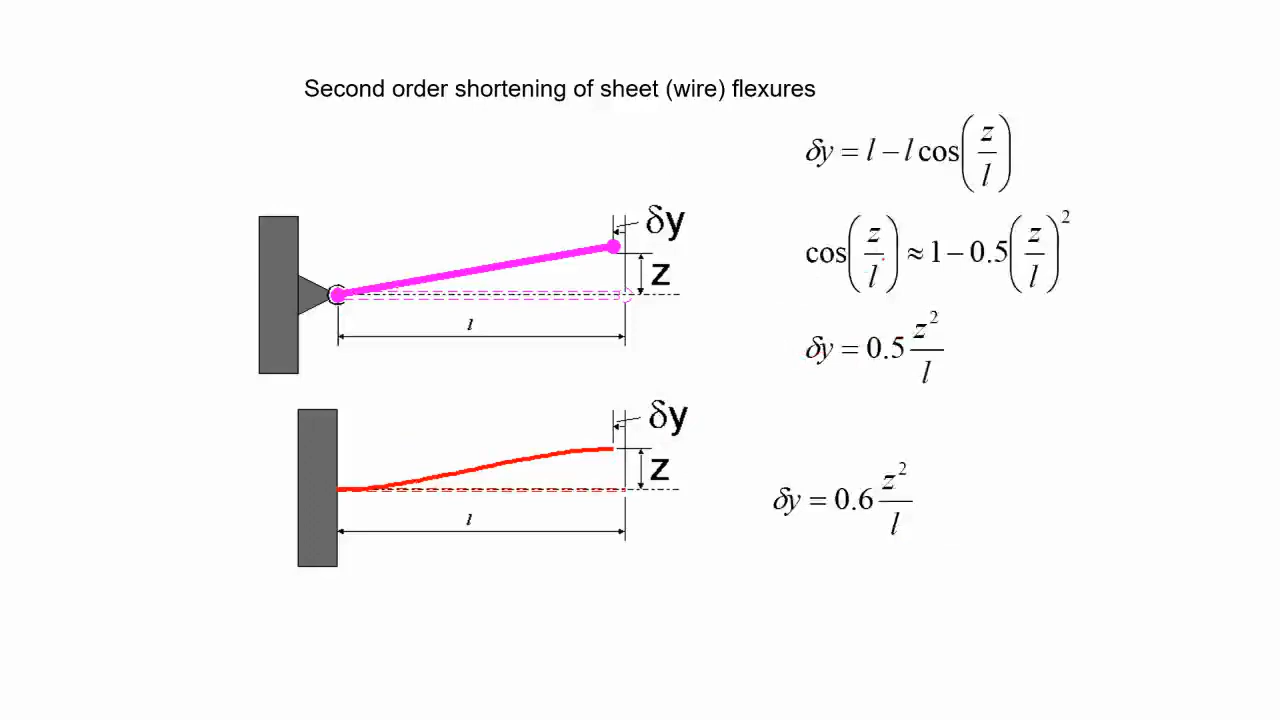 Second order shortening of sheet (wire) flexures
δy = l − l cos(z/l)
δy
z
l
cos(z/l) ≈ 1 − 0.5(z/l)²
δy = 0.5 z²/l
δy
z
l
δy = 0.6 z²/l